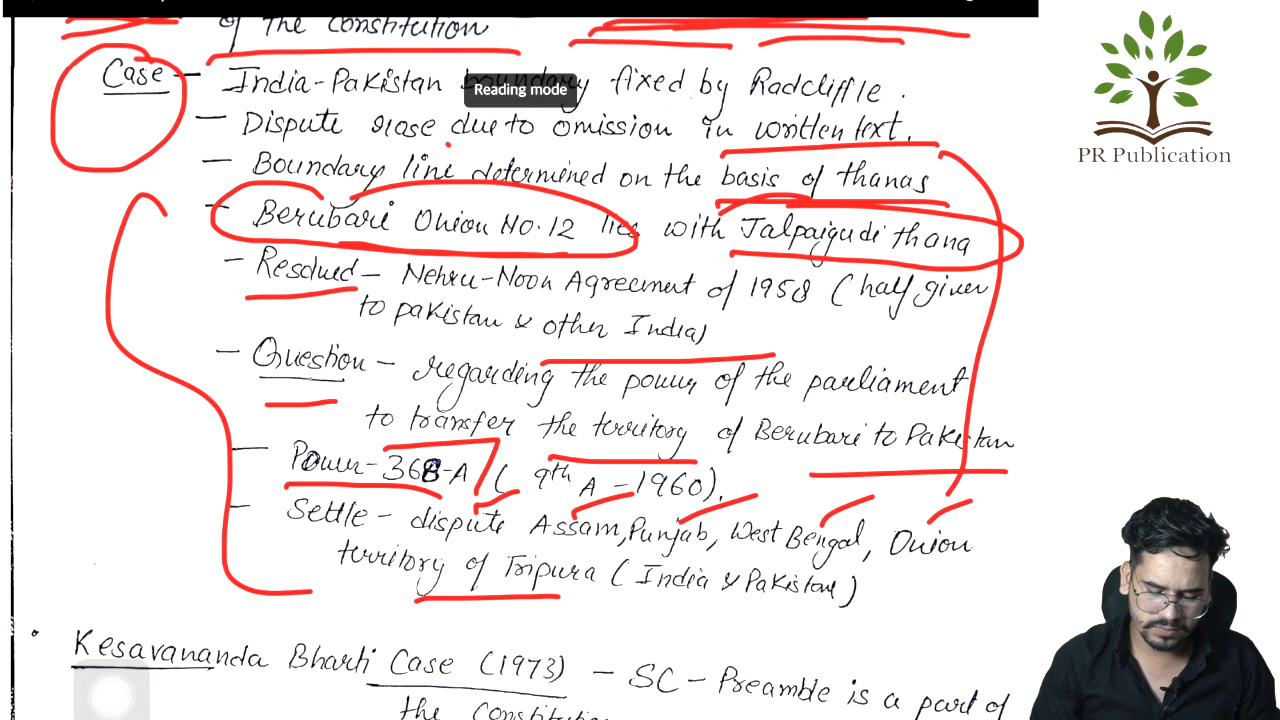 of the constitution
Case - India-Pakistan boundary fixed by Radcliffe.
Reading mode
- Dispute arose due to omission in written text.
- Boundary line determined on the basis of thanas
- Berubari Union No.12 lies with Jalpaigudi thana
- Resolued - Nehru-Noon Agreement of 1958 (half given
to pakistan & other India)
- Question - regarding the power of the parliament
to transfer the territory of Berubari to Pakistan
- Power - 368-A ( 9th A - 1960).
- Settle - dispute Assam, Punjab, West Bengal, Union
territory of Tripura ( India & Pakistan)
• Kesavananda Bharti Case (1973) - SC - Preamble is a part of
the
PR Publication